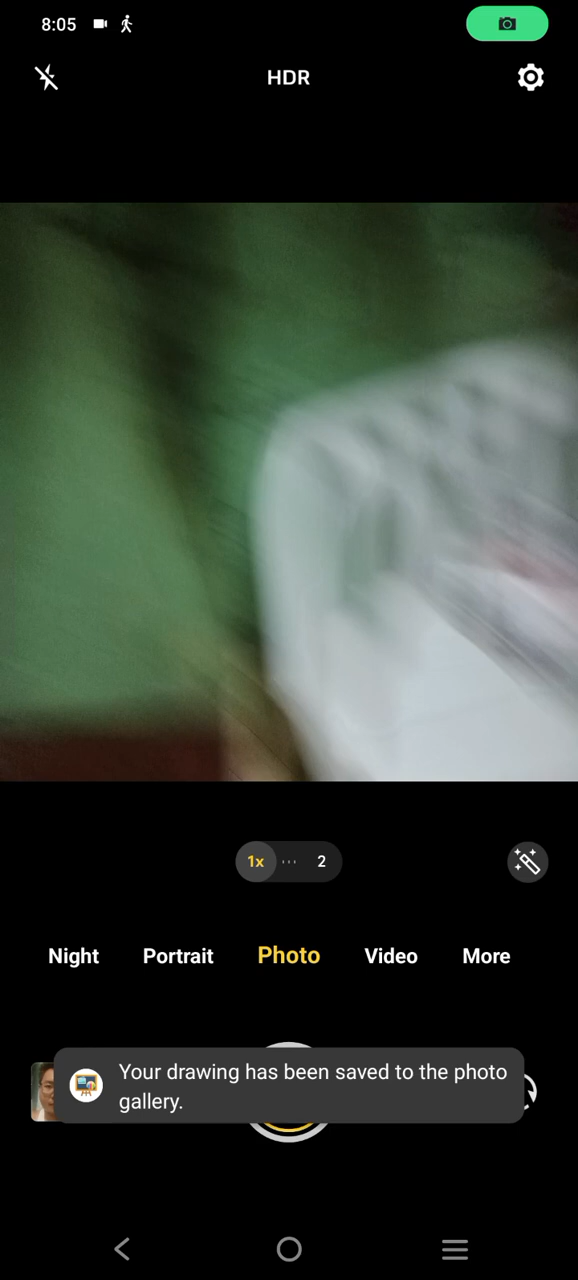 8:05
HDR
1x
2
Night
Portrait
Photo
Video
More
Your drawing has been saved to the photo
gallery.